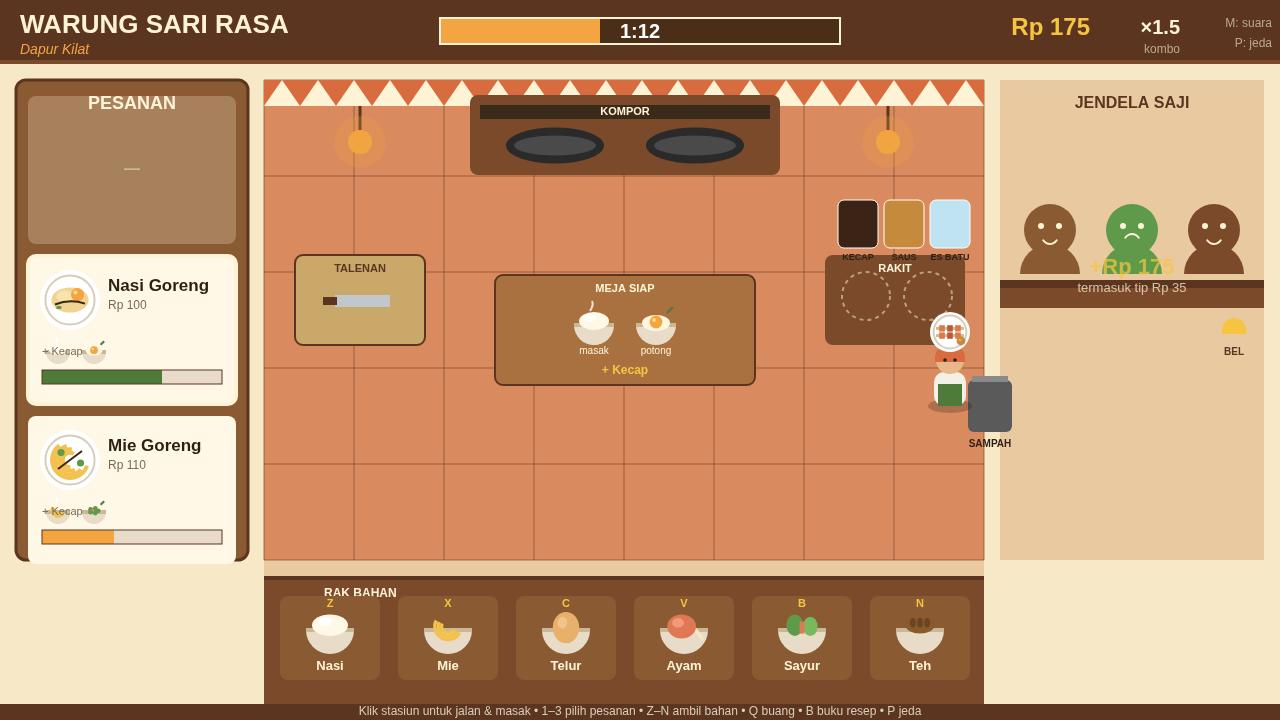 WARUNG SARI RASA
Dapur Kilat
1:12
Rp 175
×1.5
kombo
M: suara
P: jeda
PESANAN
—
Nasi Goreng
Rp 100
+ Kecap
Mie Goreng
Rp 110
+ Kecap
KOMPOR
TALENAN
MEJA SIAP
masak
potong
+ Kecap
KECAP
SAUS
ES BATU
RAKIT
SAMPAH
JENDELA SAJI
+Rp 175
termasuk tip Rp 35
BEL
RAK BAHAN
Z
Nasi
X
Mie
C
Telur
V
Ayam
B
Sayur
N
Teh
Klik stasiun untuk jalan & masak • 1–3 pilih pesanan • Z–N ambil bahan • Q buang • B buku resep • P jeda